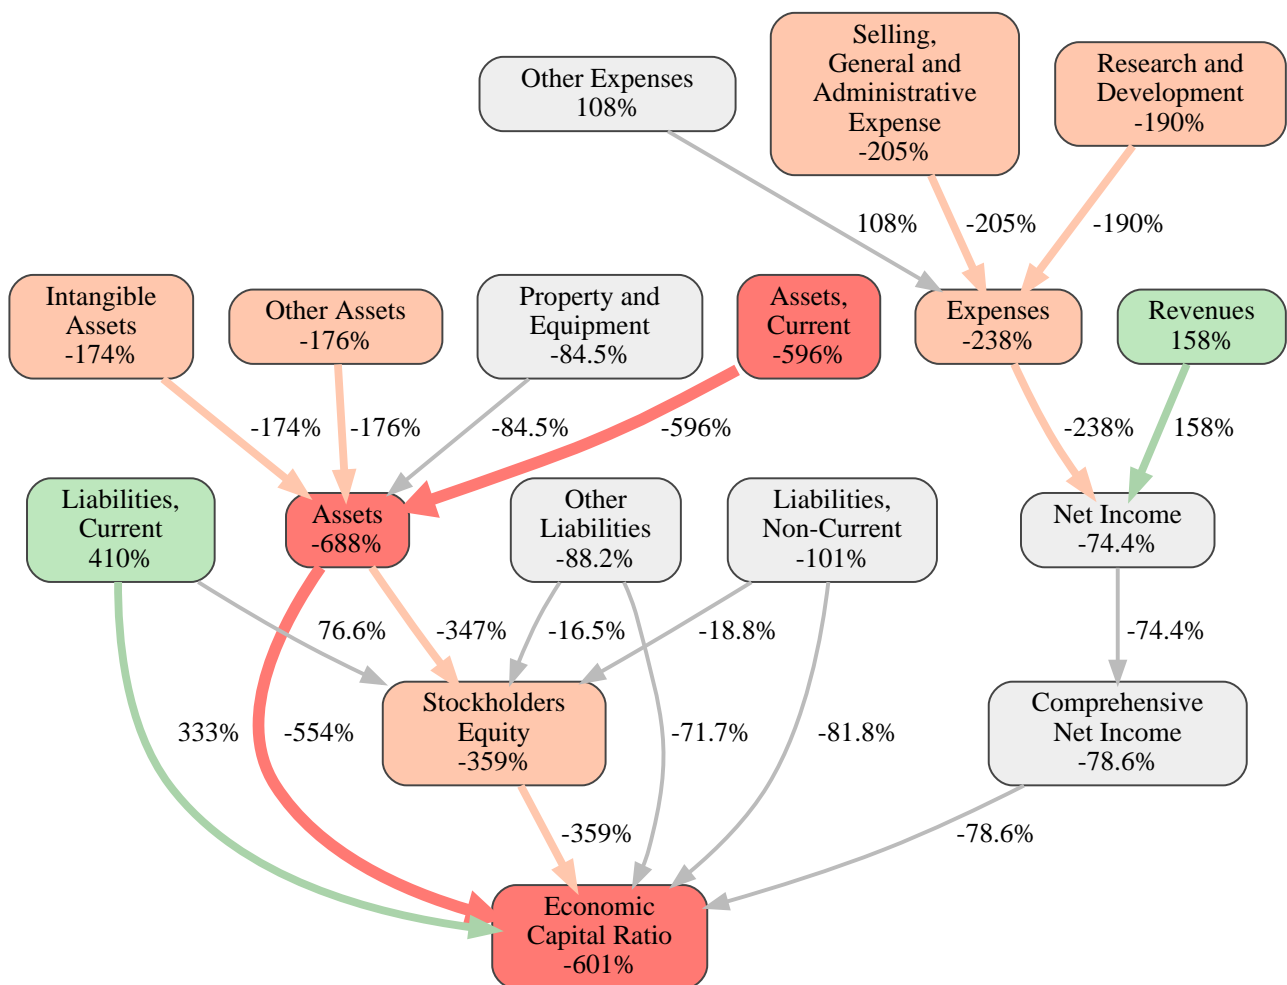 Selling,
General and
Administrative
Expense
-205%
Other Expenses
108%
Research and
Development
-190%
108%
-205%
-190%
Intangible
Assets
-174%
Other Assets
-176%
Property and
Equipment
-84.5%
Assets,
Current
-596%
Expenses
-238%
Revenues
158%
-174%
-176%
-84.5%
-596%
-238%
158%
Liabilities,
Current
410%
Assets
-688%
Other
Liabilities
-88.2%
Liabilities,
Non-Current
-101%
Net Income
-74.4%
76.6%
-347%
-16.5%
-18.8%
-74.4%
Stockholders
Equity
-359%
Comprehensive
Net Income
-78.6%
333%
-554%
-71.7%
-81.8%
-359%
-78.6%
Economic
Capital Ratio
-601%